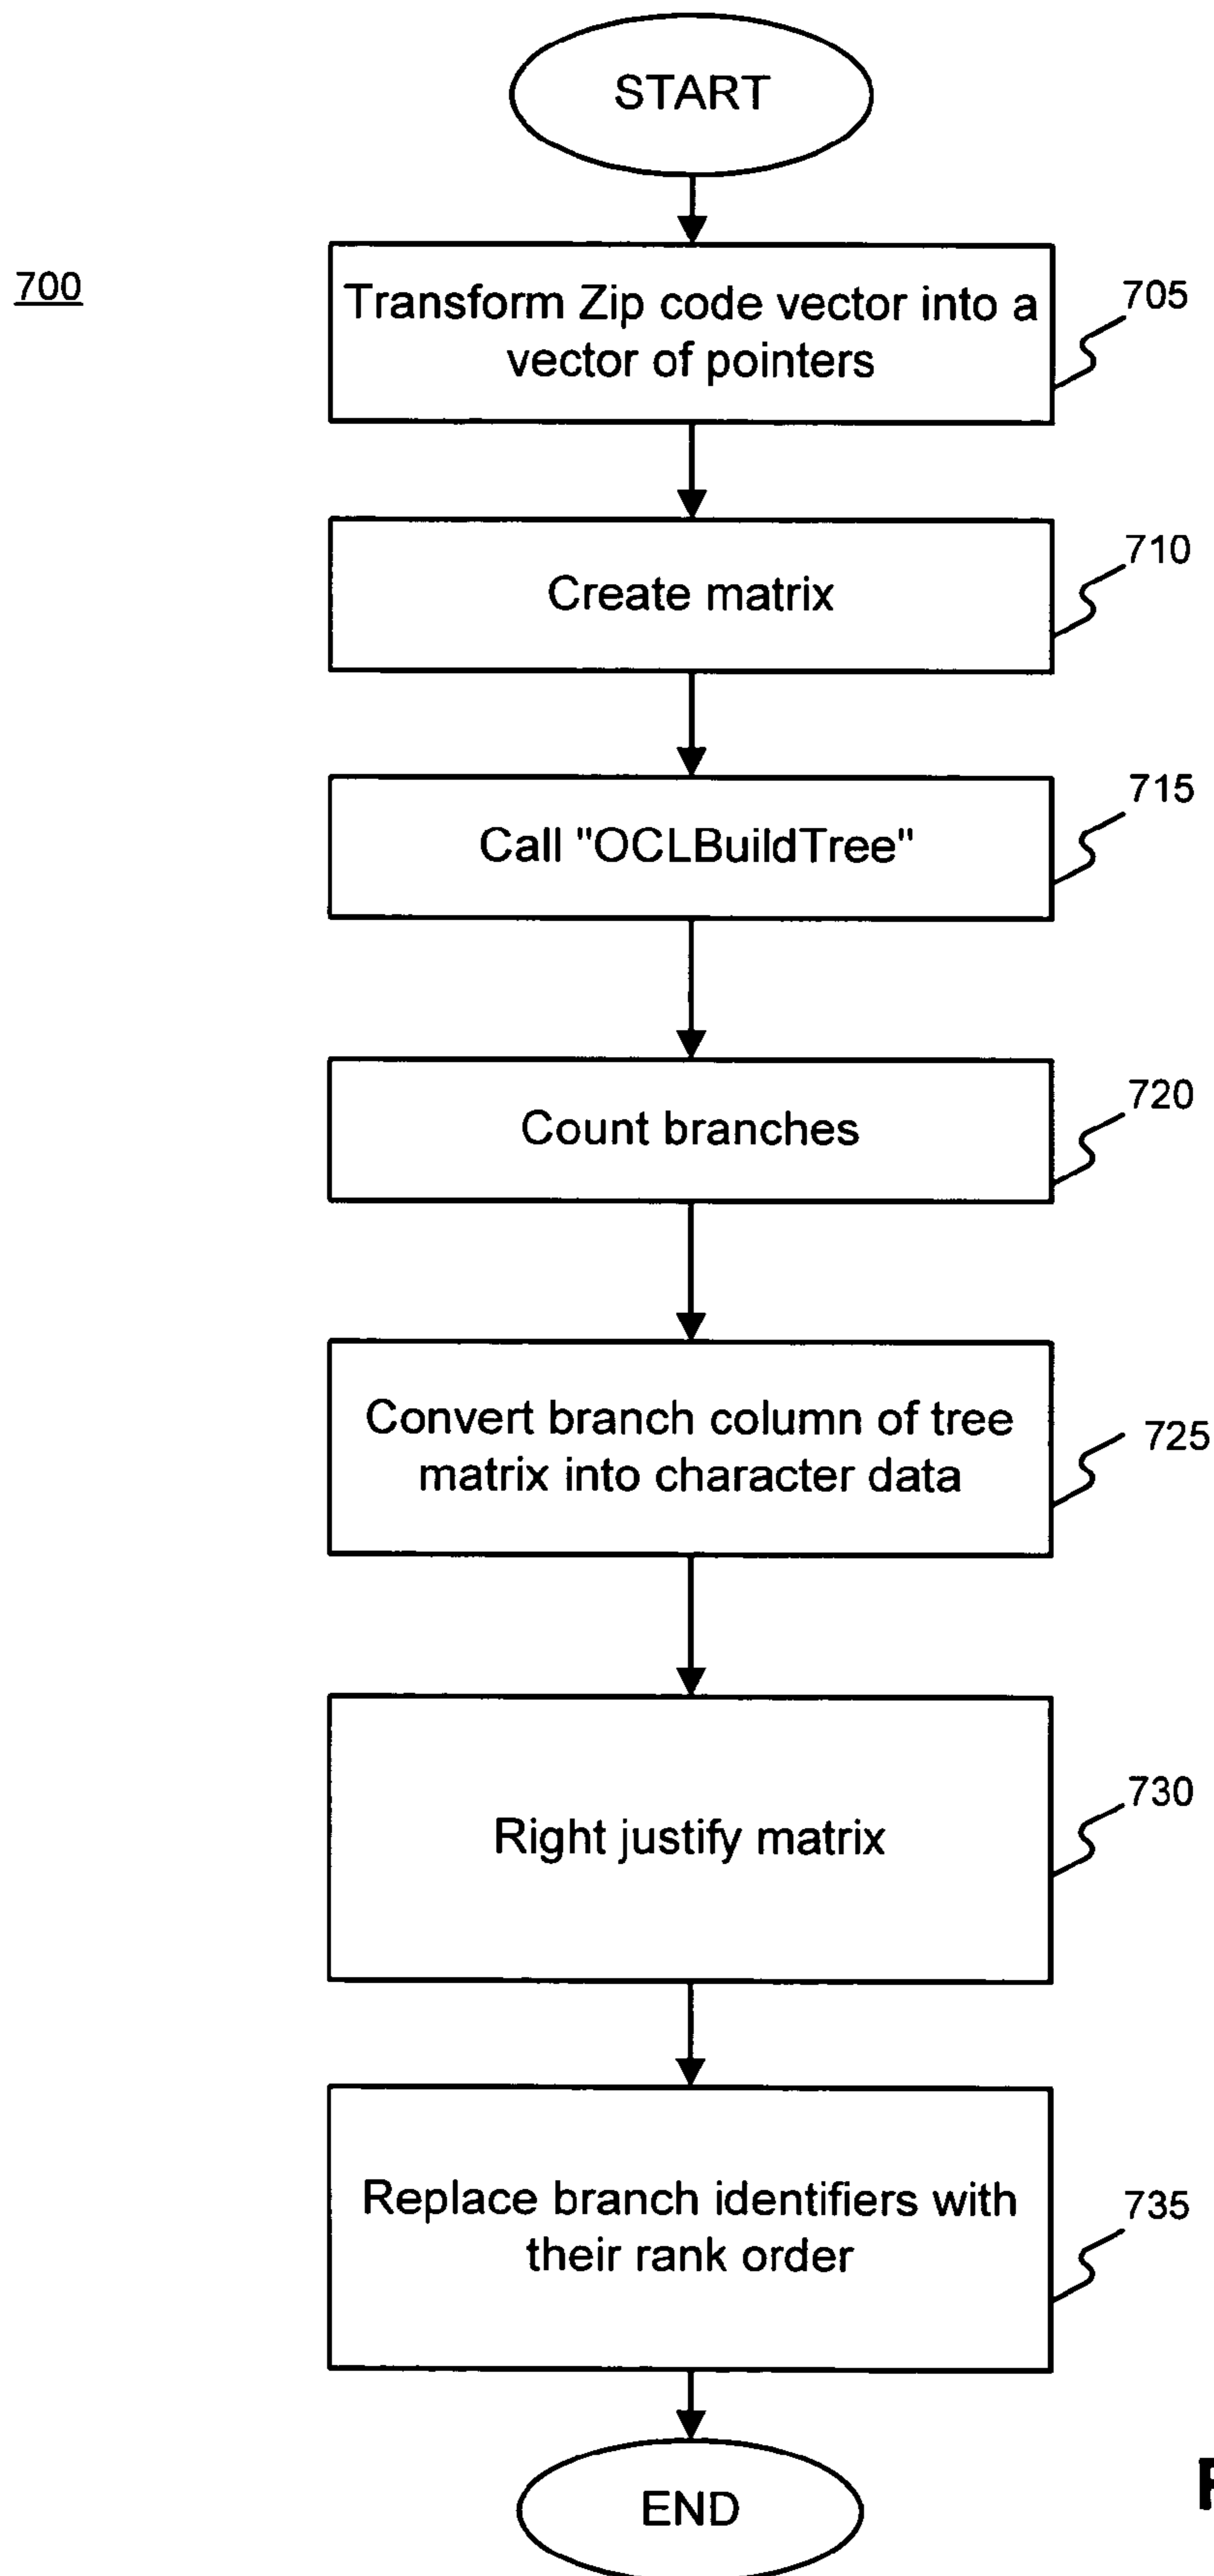 START
700
Transform Zip code vector into a
vector of pointers
705
Create matrix
710
Call "OCLBuildTree"
715
Count branches
720
Convert branch column of tree
matrix into character data
725
Right justify matrix
730
Replace branch identifiers with
their rank order
735
END